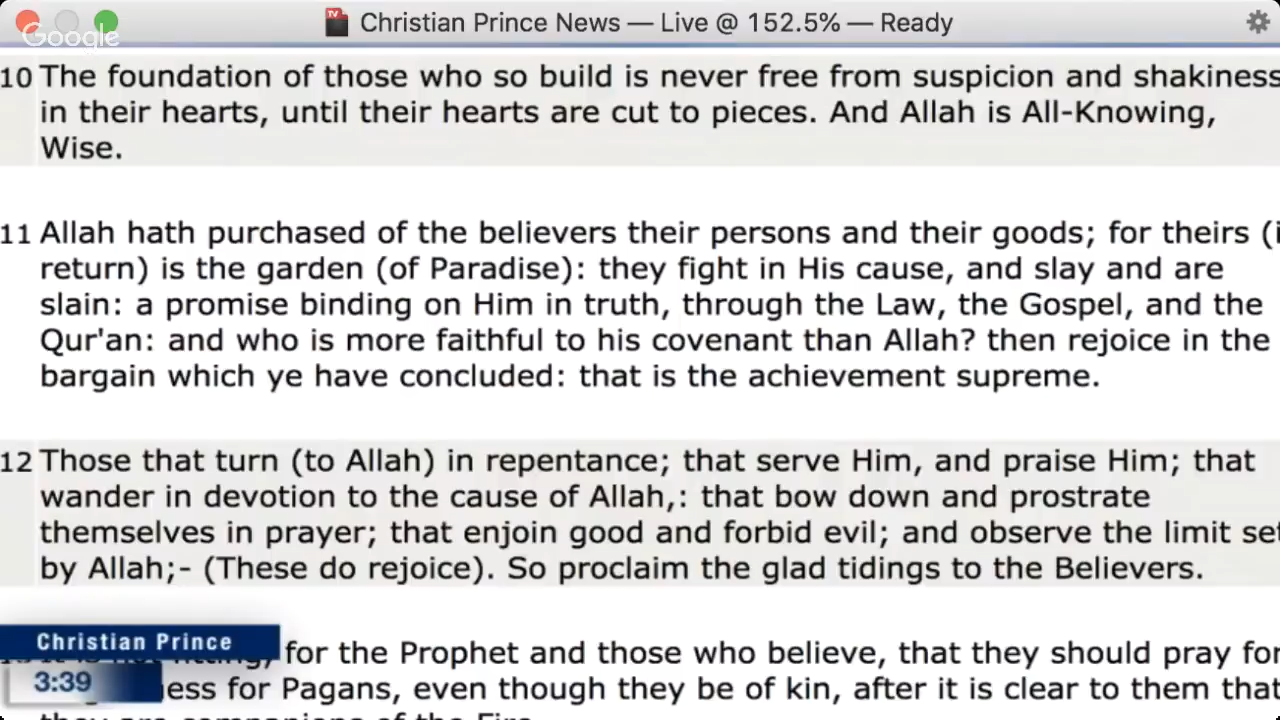 Christian Prince News — Live @ 152.5% — Ready
Google
10 The foundation of those who so build is never free from suspicion and shakiness
in their hearts, until their hearts are cut to pieces. And Allah is All-Knowing,
Wise.
11 Allah hath purchased of the believers their persons and their goods; for theirs (i
return) is the garden (of Paradise): they fight in His cause, and slay and are
slain: a promise binding on Him in truth, through the Law, the Gospel, and the
Qur'an: and who is more faithful to his covenant than Allah? then rejoice in the
bargain which ye have concluded: that is the achievement supreme.
12 Those that turn (to Allah) in repentance; that serve Him, and praise Him; that
wander in devotion to the cause of Allah,: that bow down and prostrate
themselves in prayer; that enjoin good and forbid evil; and observe the limit set
by Allah;- (These do rejoice). So proclaim the glad tidings to the Believers.
Christian Prince
for the Prophet and those who believe, that they should pray for
3:39
ess for Pagans, even though they be of kin, after it is clear to them that
they are companions of the Fire